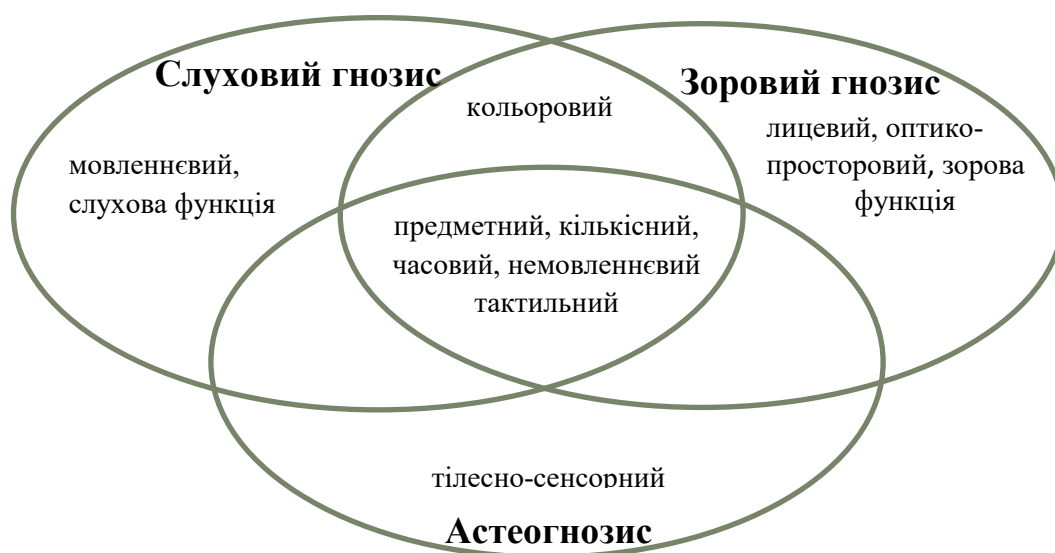 Слуховий гнозис
Зоровий гнозис
кольоровий
лицевий, оптико-
просторовий, зорова
функція
мовленнєвий,
слухова функція
предметний, кількісний,
часовий, немовленнєвий
тактильний
тілесно-сенсорний
Астеогнозис